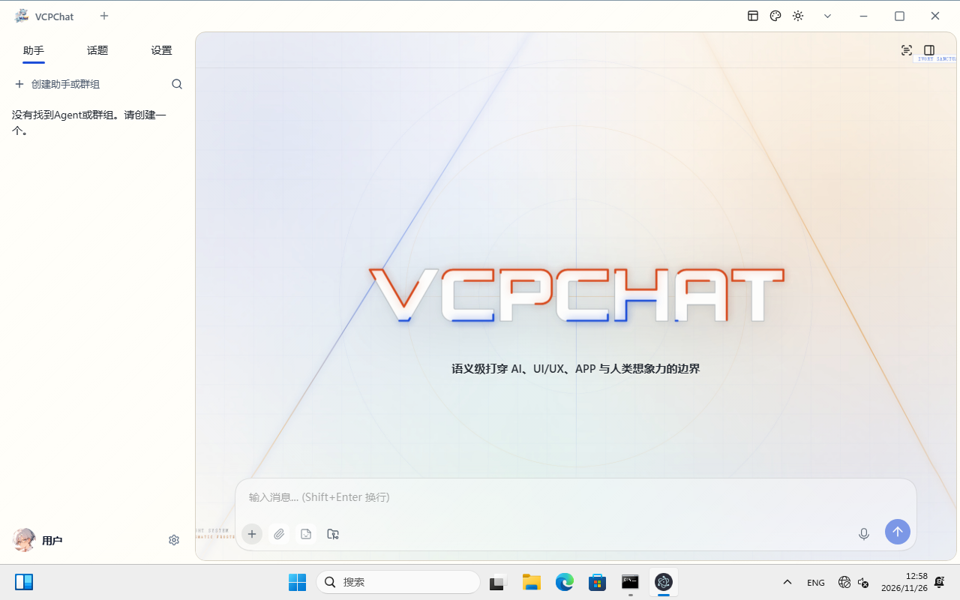 VCPChat
助手
话题
设置
创建助手或群组
没有找到Agent或群组。请创建一
个。
VCPCHAT
语义级打穿 AI、UI/UX、APP 与人类想象力的边界
输入消息... (Shift+Enter 换行)
用户
搜索
ENG
12:58
2026/11/26